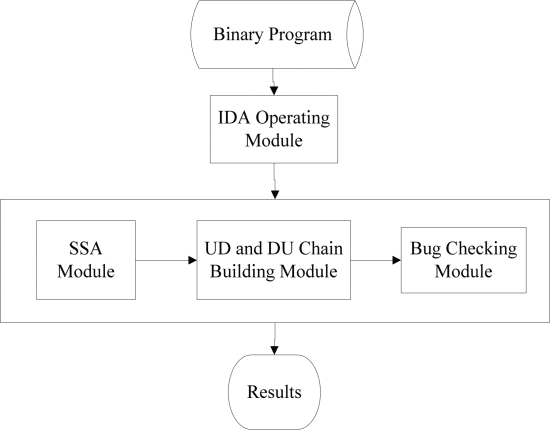 Binary Program
IDA Operating
Module
SSA
Module
UD and DU Chain
Building Module
Bug Checking
Module
Results